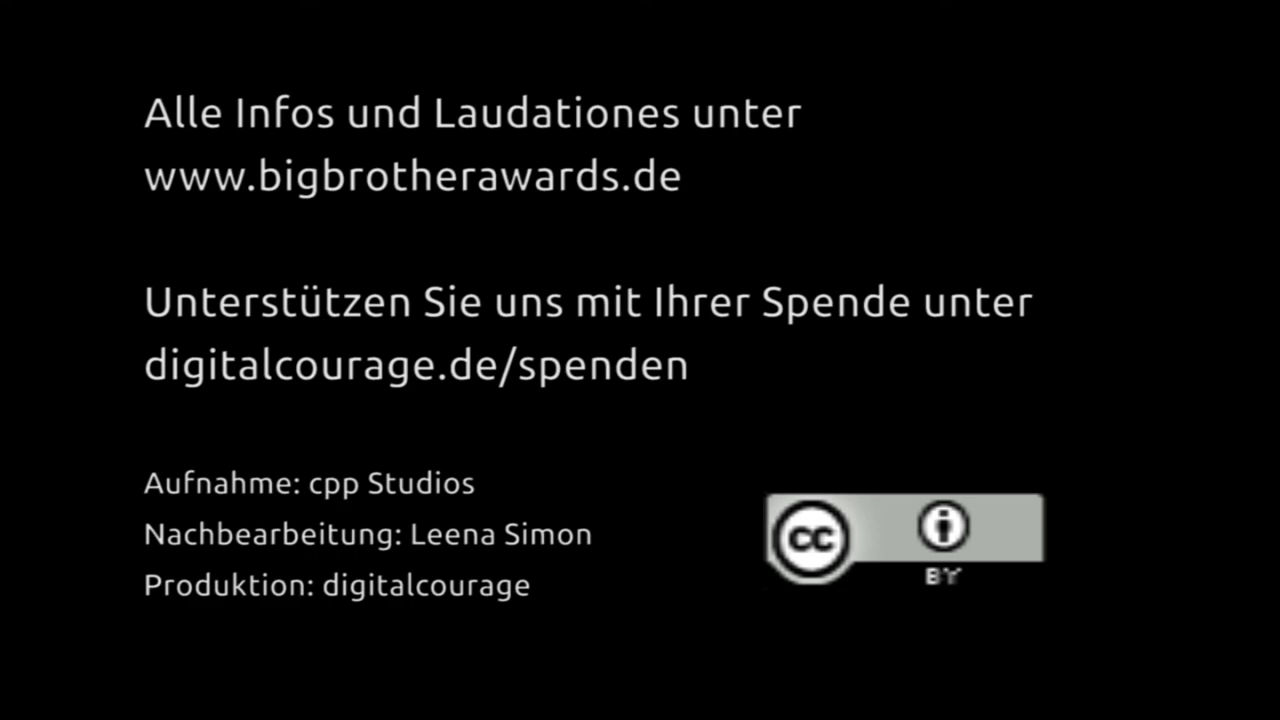 Alle Infos und Laudationes unter
www.bigbrotherawards.de
Unterstützen Sie uns mit Ihrer Spende unter
digitalcourage.de/spenden
Aufnahme: cpp Studios
Nachbearbeitung: Leena Simon
Produktion: digitalcourage
CC
BY